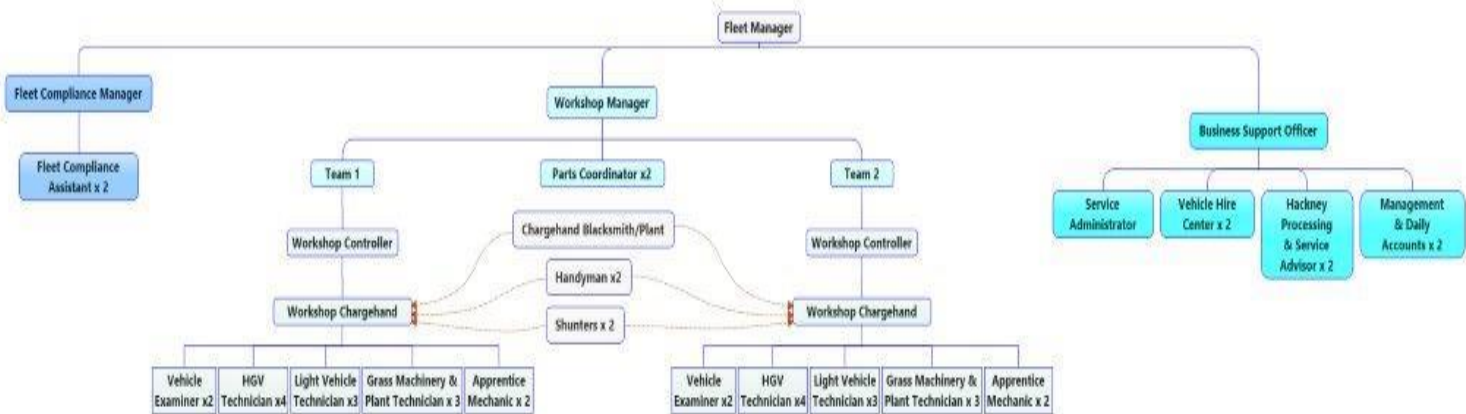 Fleet Manager
Fleet Compliance Manager
Fleet Compliance
Assistant x 2
Workshop Manager
Business Support Officer
Team 1
Parts Coordinator x2
Team 2
Service
Administrator
Vehicle Hire
Center x 2
Hackney
Processing
& Service
Advisor x 2
Management
& Daily
Accounts x 2
Workshop Controller
Chargehand Blacksmith/Plant
Workshop Controller
Handyman x2
Workshop Chargehand
Shunters x 2
Workshop Chargehand
Vehicle
Examiner x2
HGV
Technician x4
Light Vehicle
Technician x3
Grass Machinery &
Plant Technician x 3
Apprentice
Mechanic x 2
Vehicle
Examiner x2
HGV
Technician x4
Light Vehicle
Technician x3
Grass Machinery &
Plant Technician x 3
Apprentice
Mechanic x 2